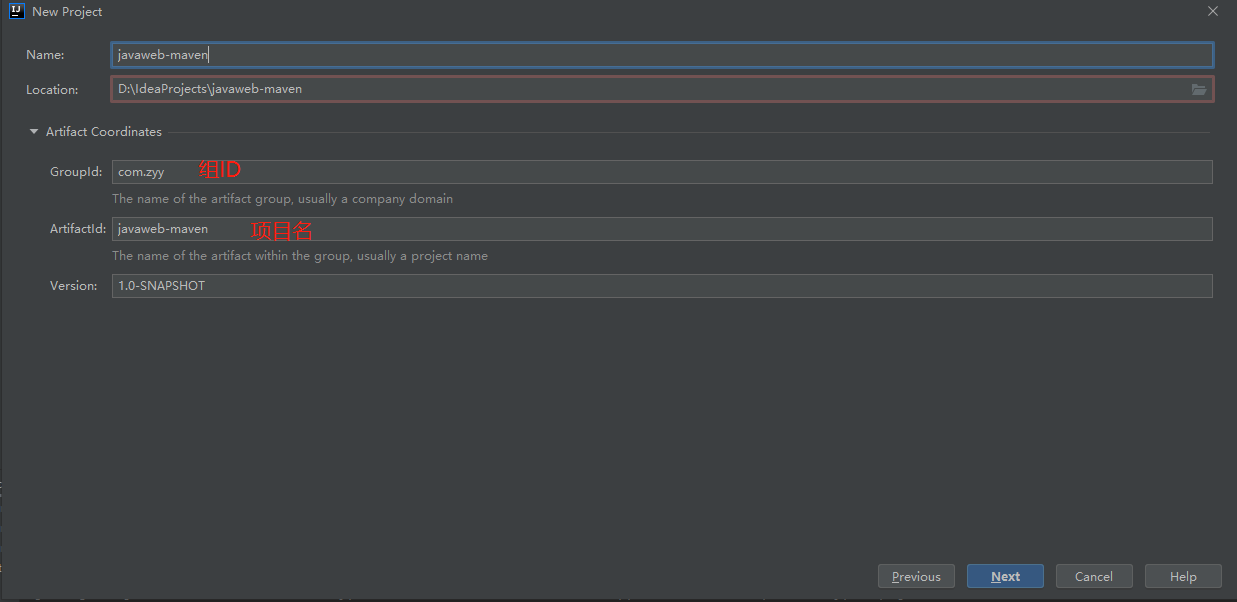 New Project
Name: javaweb-maven
Location: D:\IdeaProjects\javaweb-maven
Artifact Coordinates
GroupId: com.zyy 组ID
The name of the artifact group, usually a company domain
ArtifactId: javaweb-maven 项目名
The name of the artifact within the group, usually a project name
Version: 1.0-SNAPSHOT
Previous Next Cancel Help